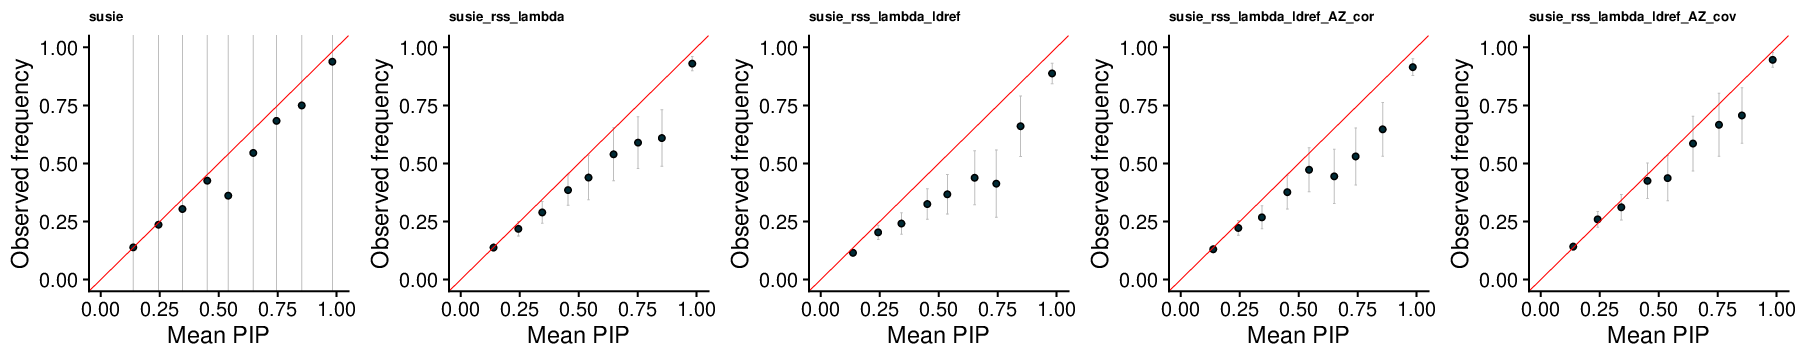 susie
1.00
0.75
0.50
0.25
0.00
Observed frequency
0.00 0.25 0.50 0.75 1.00
Mean PIP
susie_rss_lambda
1.00
0.75
0.50
0.25
0.00
Observed frequency
0.00 0.25 0.50 0.75 1.00
Mean PIP
susie_rss_lambda_ldref
1.00
0.75
0.50
0.25
0.00
Observed frequency
0.00 0.25 0.50 0.75 1.00
Mean PIP
susie_rss_lambda_ldref_AZ_cor
1.00
0.75
0.50
0.25
0.00
Observed frequency
0.00 0.25 0.50 0.75 1.00
Mean PIP
susie_rss_lambda_ldref_AZ_cov
1.00
0.75
0.50
0.25
0.00
Observed frequency
0.00 0.25 0.50 0.75 1.00
Mean PIP